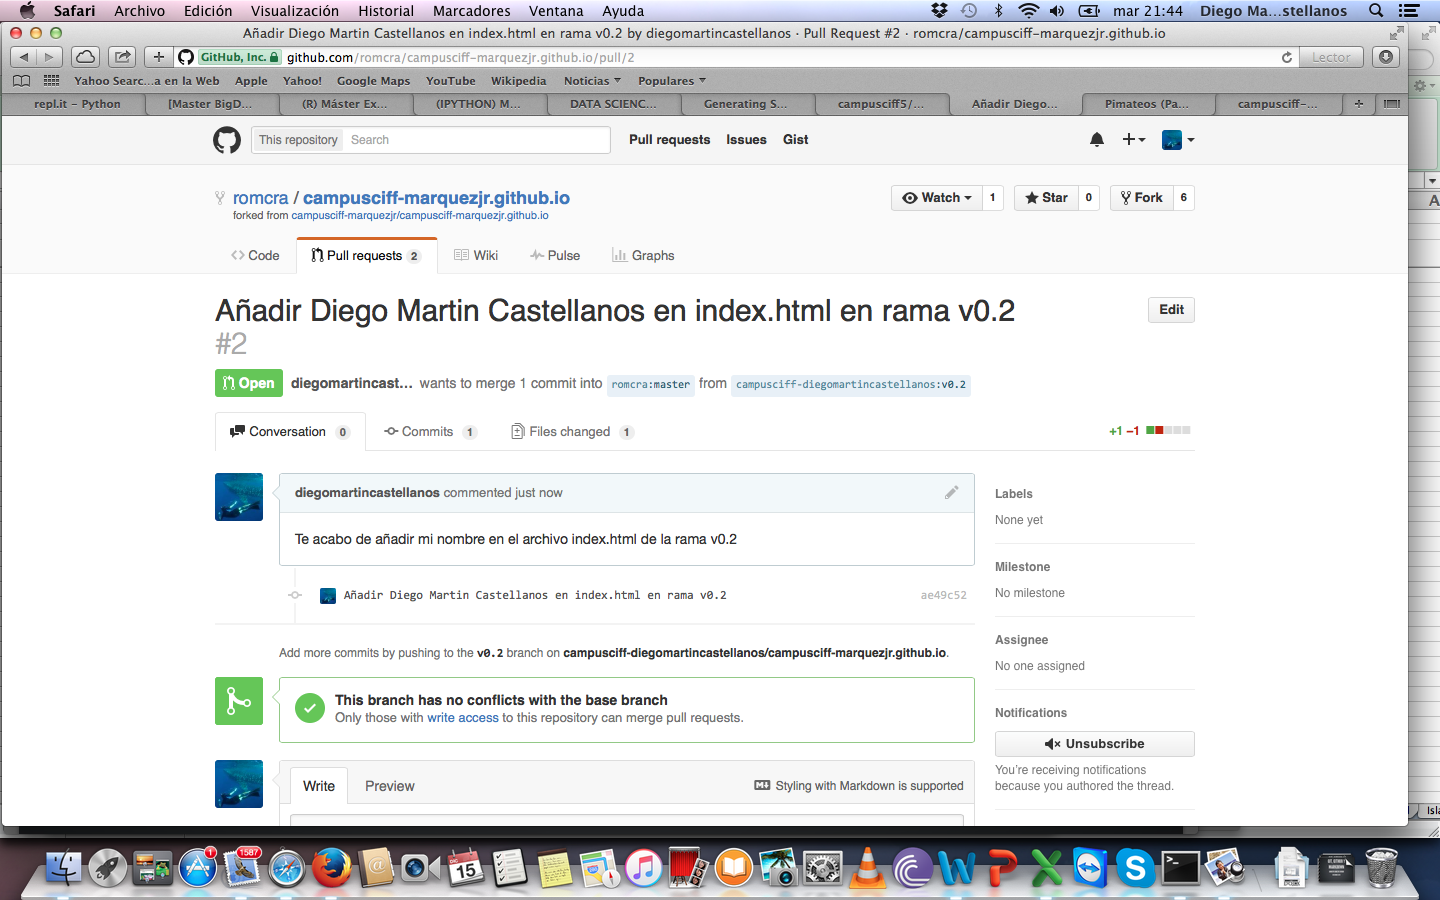 Safari Archivo Edición Visualización Historial Marcadores Ventana Ayuda mar 21:44 Diego Ma...stellanos
Añadir Diego Martin Castellanos en index.html en rama v0.2 by diegomartincastellanos · Pull Request #2 · romcra/campusciff-marquezjr.github.io
GitHub, Inc. github.com/romcra/campusciff-marquezjr.github.io/pull/2 Lector
Yahoo Searc...a en la Web Apple Yahoo! Google Maps YouTube Wikipedia Noticias Populares
repl.it - Python [Master BigD... (R) Máster Ex... (IPYTHON) M... DATA SCIENC... Generating S... campusciff5/... Añadir Diego... Pimateos (Pa... campusciff-...
This repository Search Pull requests Issues Gist
romcra / campusciff-marquezjr.github.io Watch 1 Star 0 Fork 6
forked from campusciff-marquezjr/campusciff-marquezjr.github.io
Code Pull requests 2 Wiki Pulse Graphs
Añadir Diego Martin Castellanos en index.html en rama v0.2 Edit
#2
Open diegomartincast... wants to merge 1 commit into romcra:master from campusciff-diegomartincastellanos:v0.2
Conversation 0 Commits 1 Files changed 1 +1 −1
diegomartincastellanos commented just now
Te acabo de añadir mi nombre en el archivo index.html de la rama v0.2
Añadir Diego Martin Castellanos en index.html en rama v0.2 ae49c52
Add more commits by pushing to the v0.2 branch on campusciff-diegomartincastellanos/campusciff-marquezjr.github.io.
This branch has no conflicts with the base branch
Only those with write access to this repository can merge pull requests.
Write Preview Styling with Markdown is supported
Labels
None yet
Milestone
No milestone
Assignee
No one assigned
Notifications
Unsubscribe
You're receiving notifications
because you authored the thread.
A
Isla
1
1587
DIC
15